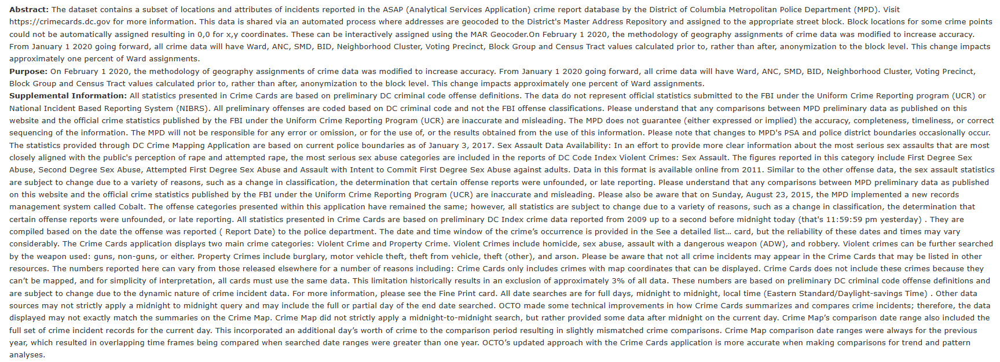 Abstract: The dataset contains a subset of locations and attributes of incidents reported in the ASAP (Analytical Services Application) crime report database by the District of Columbia Metropolitan Police Department (MPD). Visit
https://crimecards.dc.gov for more information. This data is shared via an automated process where addresses are geocoded to the District's Master Address Repository and assigned to the appropriate street block. Block locations for some crime points
could not be automatically assigned resulting in 0,0 for x,y coordinates. These can be interactively assigned using the MAR Geocoder.On February 1 2020, the methodology of geography assignments of crime data was modified to increase accuracy.
From January 1 2020 going forward, all crime data will have Ward, ANC, SMD, BID, Neighborhood Cluster, Voting Precinct, Block Group and Census Tract values calculated prior to, rather than after, anonymization to the block level. This change impacts
approximately one percent of Ward assignments.
Purpose: On February 1 2020, the methodology of geography assignments of crime data was modified to increase accuracy. From January 1 2020 going forward, all crime data will have Ward, ANC, SMD, BID, Neighborhood Cluster, Voting Precinct,
Block Group and Census Tract values calculated prior to, rather than after, anonymization to the block level. This change impacts approximately one percent of Ward assignments.
Supplemental Information: All statistics presented in Crime Cards are based on preliminary DC criminal code offense definitions. The data do not represent official statistics submitted to the FBI under the Uniform Crime Reporting program (UCR) or
National Incident Based Reporting System (NIBRS). All preliminary offenses are coded based on DC criminal code and not the FBI offense classifications. Please understand that any comparisons between MPD preliminary data as published on this
website and the official crime statistics published by the FBI under the Uniform Crime Reporting Program (UCR) are inaccurate and misleading. The MPD does not guarantee (either expressed or implied) the accuracy, completeness, timeliness, or correct
sequencing of the information. The MPD will not be responsible for any error or omission, or for the use of, or the results obtained from the use of this information. Please note that changes to MPD's PSA and police district boundaries occasionally occur.
The statistics provided through DC Crime Mapping Application are based on current police boundaries as of January 3, 2017. Sex Assault Data Availability: In an effort to provide more clear information about the most serious sex assaults that are most
closely aligned with the public's perception of rape and attempted rape, the most serious sex abuse categories are included in the reports of DC Code Index Violent Crimes: Sex Assault. The figures reported in this category include First Degree Sex
Abuse, Second Degree Sex Abuse, Attempted First Degree Sex Abuse and Assault with Intent to Commit First Degree Sex Abuse against adults. Data in this format is available online from 2011. Similar to the other offense data, the sex assault statistics
are subject to change due to a variety of reasons, such as a change in classification, the determination that certain offense reports were unfounded, or late reporting. Please understand that any comparisons between MPD preliminary data as published
on this website and the official crime statistics published by the FBI under the Uniform Crime Reporting Program (UCR) are inaccurate and misleading. Please also be aware that on Sunday, August 23, 2015, the MPD implemented a new records
management system called Cobalt. The offense categories presented within this application have remained the same; however, all statistics are subject to change due to a variety of reasons, such as a change in classification, the determination that
certain offense reports were unfounded, or late reporting. All statistics presented in Crime Cards are based on preliminary DC Index crime data reported from 2009 up to a second before midnight today (that's 11:59:59 pm yesterday) . They are
compiled based on the date the offense was reported ( Report Date) to the police department. The date and time window of the crime’s occurrence is provided in the See a detailed list… card, but the reliability of these dates and times may vary
considerably. The Crime Cards application displays two main crime categories: Violent Crime and Property Crime. Violent Crimes include homicide, sex abuse, assault with a dangerous weapon (ADW), and robbery. Violent crimes can be further searched
by the weapon used: guns, non-guns, or either. Property Crimes include burglary, motor vehicle theft, theft from vehicle, theft (other), and arson. Please be aware that not all crime incidents may appear in the Crime Cards that may be listed in other
resources. The numbers reported here can vary from those released elsewhere for a number of reasons including: Crime Cards only includes crimes with map coordinates that can be displayed. Crime Cards does not include these crimes because they
can’t be mapped, and for simplicity of interpretation, all cards must use the same data. This limitation historically results in an exclusion of approximately 3% of all data. These numbers are based on preliminary DC criminal code offense definitions and
are subject to change due to the dynamic nature of crime incident data. For more information, please see the Fine Print card. All date searches are for full days, midnight to midnight, local time (Eastern Standard/Daylight-savings Time) . Other data
sources may not strictly apply a midnight to midnight query and may include the full or partial day of the end date searched. OCTO made some technical improvements in how Crime Cards summarizes and compares crime incidents; therefore, the data
displayed may not exactly match the summaries on the Crime Map. Crime Map did not strictly apply a midnight-to-midnight search, but rather provided some data after midnight on the current day. Crime Map’s comparison date range also included the
full set of crime incident records for the current day. This incorporated an additional day’s worth of crime to the comparison period resulting in slightly mismatched crime comparisons. Crime Map comparison date ranges were always for the previous
year, which resulted in overlapping time frames being compared when searched date ranges were greater than one year. OCTO’s updated approach with the Crime Cards application is more accurate when making comparisons for trend and pattern
analyses.